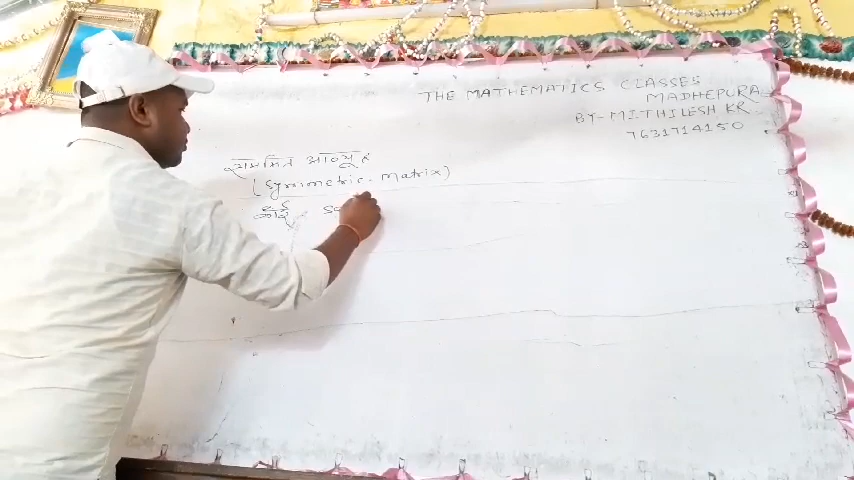 THE MATHEMATICS CLASSES
MADHEPURA
BY-MITHILESH KR.
7631714150
सममित आव्यूह
(Symmetric. Matrix)
कोई